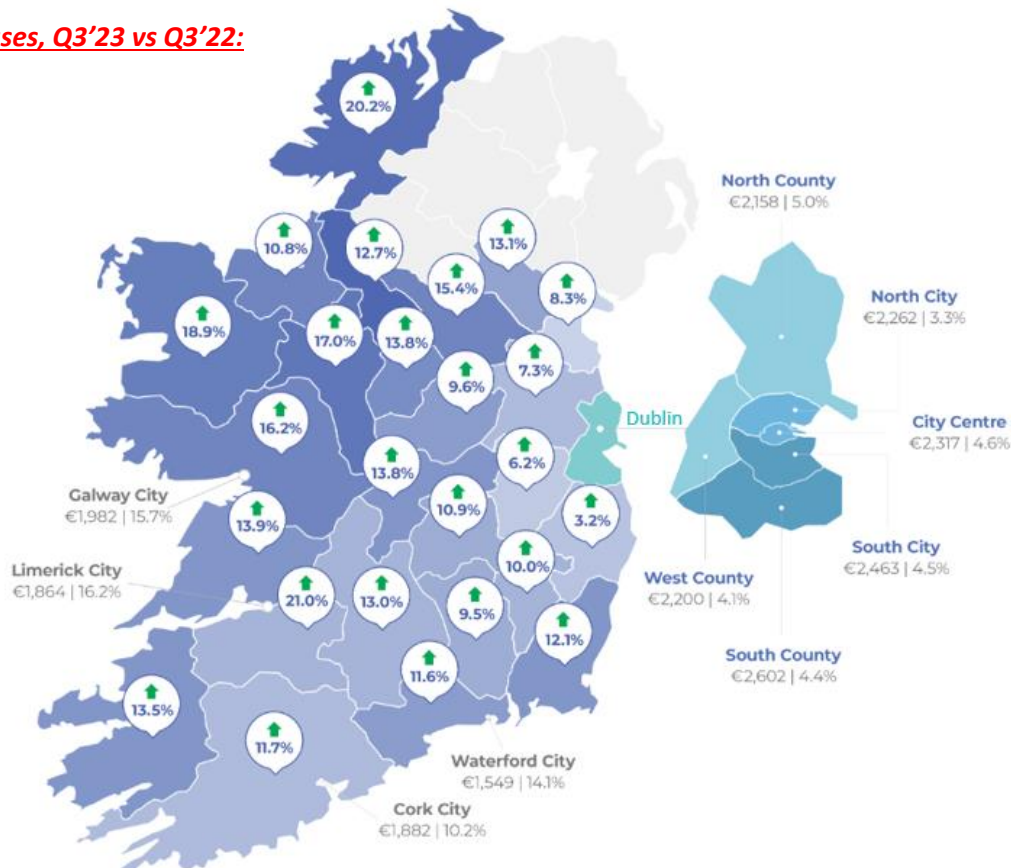 ses, Q3'23 vs Q3'22:
20.2%
North County
€2,158 | 5.0%
10.8%
12.7%
13.1%
15.4%
8.3%
North City
€2,262 | 3.3%
18.9%
17.0%
13.8%
7.3%
9.6%
Dublin
City Centre
€2,317 | 4.6%
16.2%
13.8%
6.2%
Galway City
€1,982 | 15.7%
13.9%
10.9%
3.2%
South City
€2,463 | 4.5%
Limerick City
€1,864 | 16.2%
10.0%
West County
€2,200 | 4.1%
21.0%
13.0%
9.5%
12.1%
South County
€2,602 | 4.4%
11.6%
13.5%
11.7%
Waterford City
€1,549 | 14.1%
Cork City
€1,882 | 10.2%